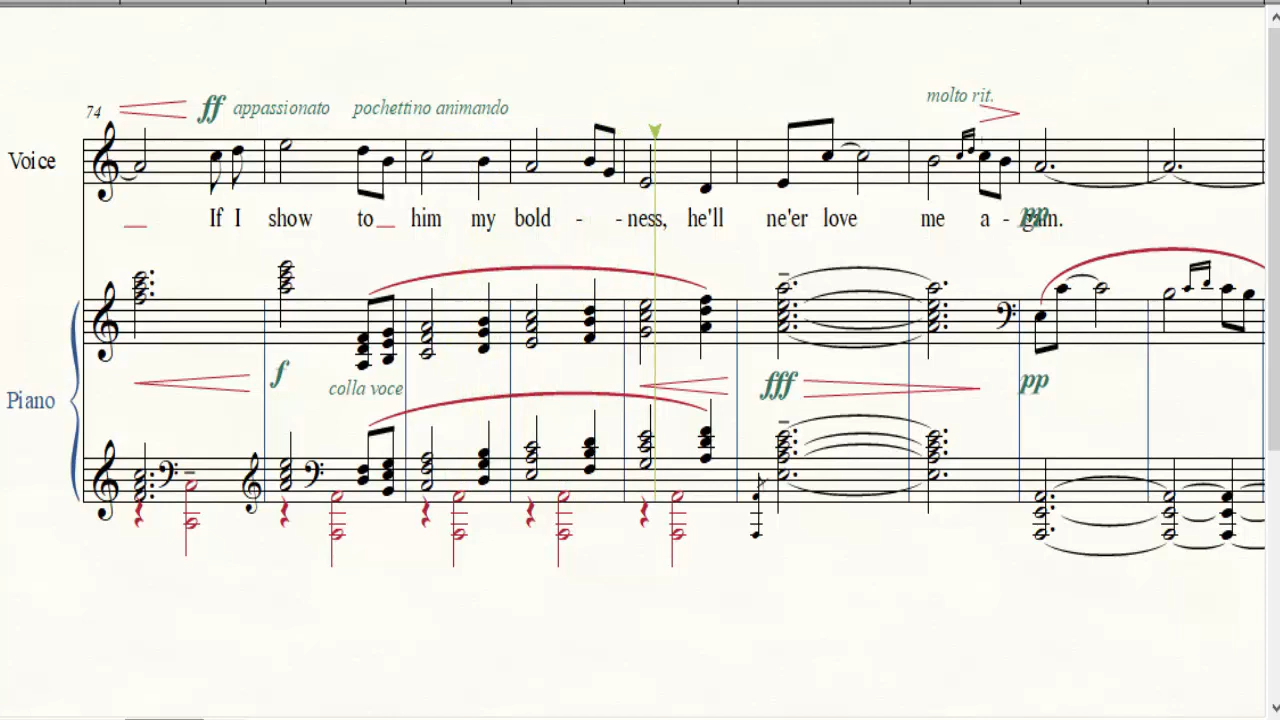 74
ff appassionato pochettino animando molto rit.
Voice
If I show to him my bold - - ness, he'll ne'er love me a - gain.
pp
f colla voce fff pp
Piano